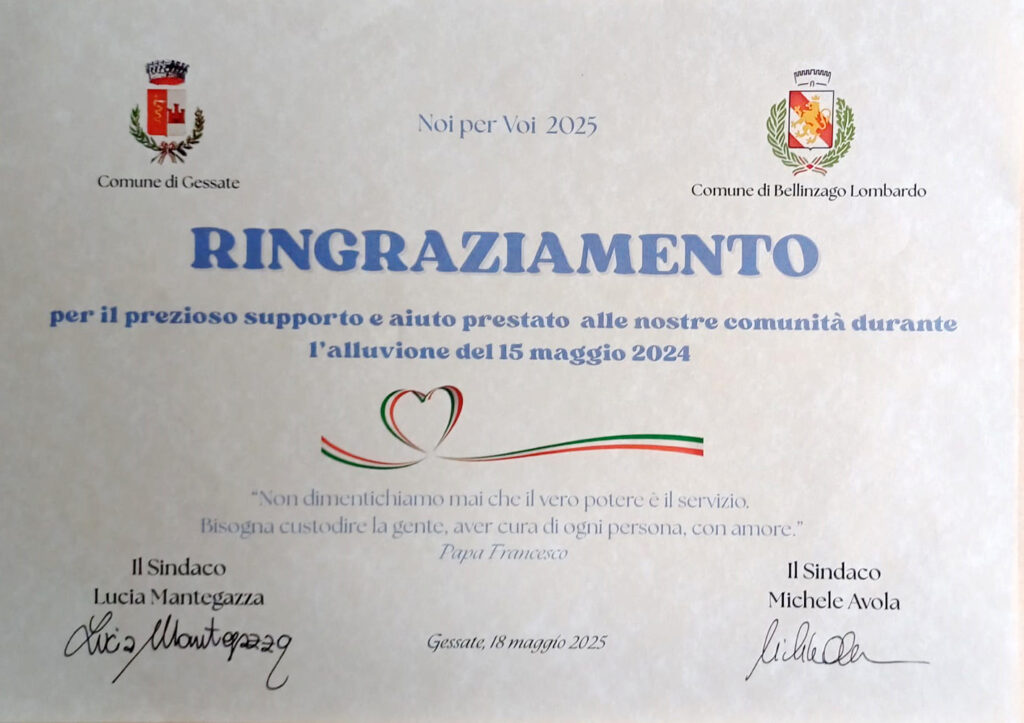 Noi per Voi 2025
Comune di Gessate
Comune di Bellinzago Lombardo
RINGRAZIAMENTO
per il prezioso supporto e aiuto prestato alle nostre comunità durante
l'alluvione del 15 maggio 2024
"Non dimentichiamo mai che il vero potere è il servizio.
Bisogna custodire la gente, aver cura di ogni persona, con amore."
Papa Francesco
Il Sindaco
Lucia Mantegazza
Lucia Mantegazza
Gessate, 18 maggio 2025
Il Sindaco
Michele Avola